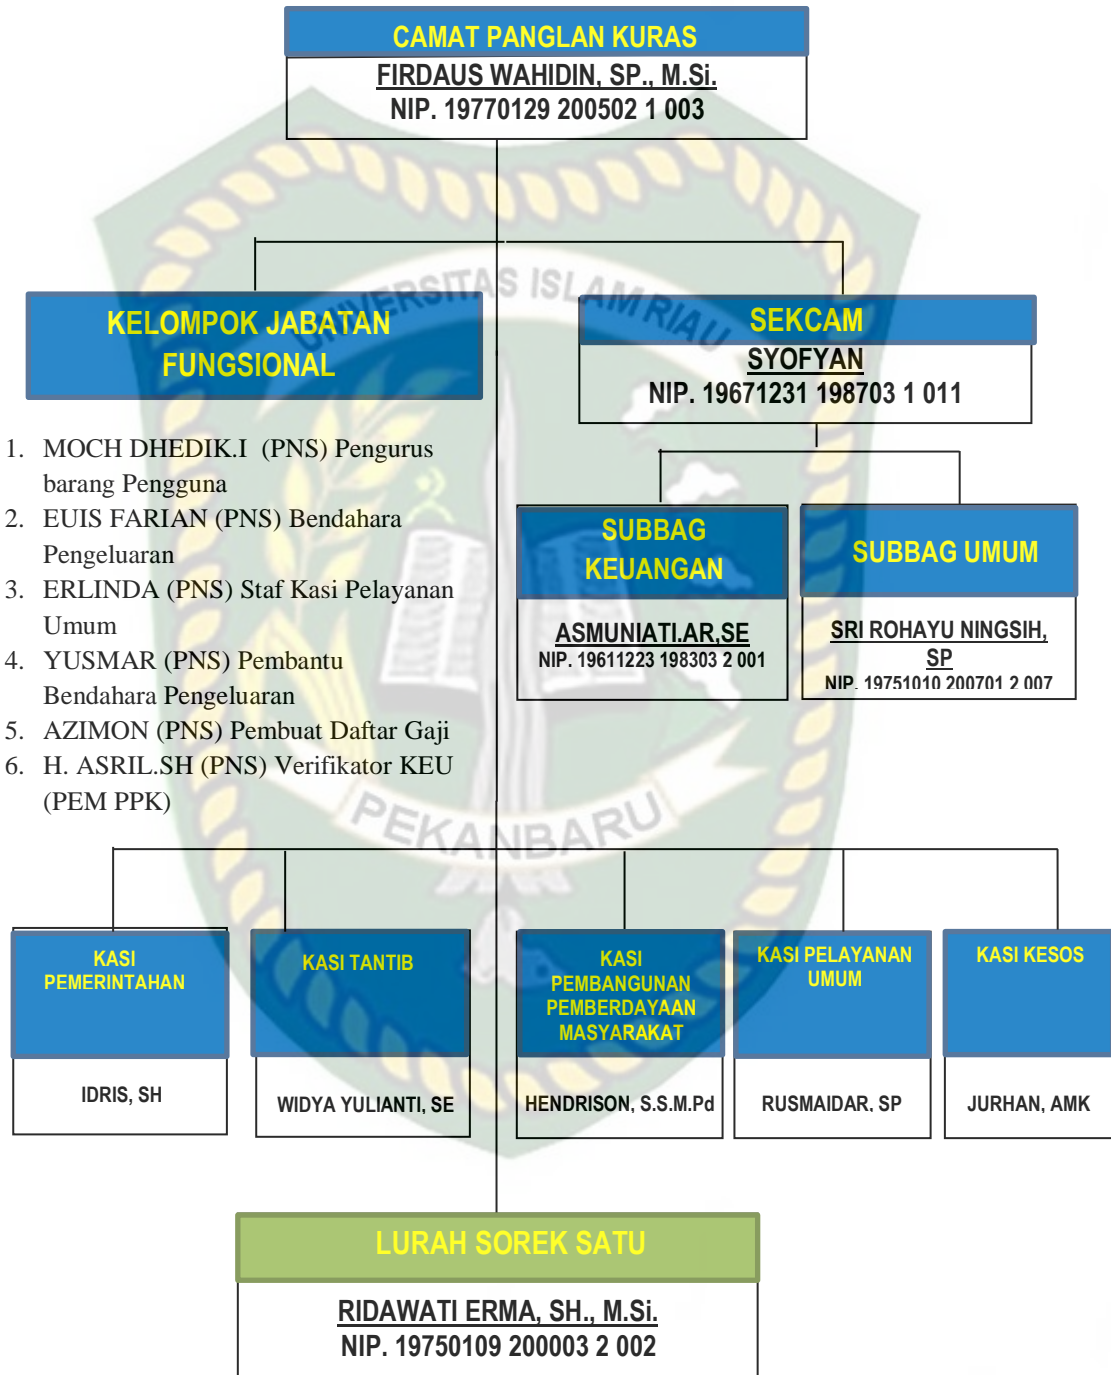 CAMAT PANGLAN KURAS
FIRDAUS WAHIDIN, SP., M.Si.
NIP. 19770129 200502 1 003
UNIVERSITAS ISLAM RIAU
KELOMPOK JABATAN
FUNGSIONAL
SEKCAM
SYOFYAN
NIP. 19671231 198703 1 011
1. MOCH DHEDIK.I (PNS) Pengurus
barang Pengguna
2. EUIS FARIAN (PNS) Bendahara
Pengeluaran
3. ERLINDA (PNS) Staf Kasi Pelayanan
Umum
4. YUSMAR (PNS) Pembantu
Bendahara Pengeluaran
5. AZIMON (PNS) Pembuat Daftar Gaji
6. H. ASRIL.SH (PNS) Verifikator KEU
(PEM PPK)
SUBBAG
KEUANGAN
ASMUNIATI.AR,SE
NIP. 19611223 198303 2 001
SUBBAG UMUM
SRI ROHAYU NINGSIH,
SP
NIP. 19751010 200701 2 007
PEKANBARU
KASI
PEMERINTAHAN
IDRIS, SH
KASI TANTIB
WIDYA YULIANTI, SE
KASI
PEMBANGUNAN
PEMBERDAYAAN
MASYARAKAT
HENDRISON, S.S.M.Pd
KASI PELAYANAN
UMUM
RUSMAIDAR, SP
KASI KESOS
JURHAN, AMK
LURAH SOREK SATU
RIDAWATI ERMA, SH., M.Si.
NIP. 19750109 200003 2 002